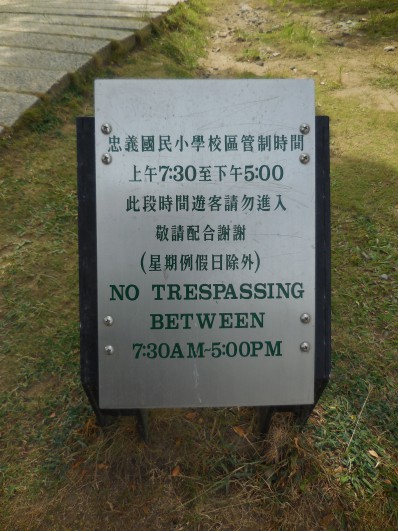 忠義國民小學校區管制時間
上午7:30至下午5:00
此段時間遊客請勿進入
敬請配合謝謝
(星期例假日除外)
NO TRESPASSING
BETWEEN
7:30AM-5:00PM